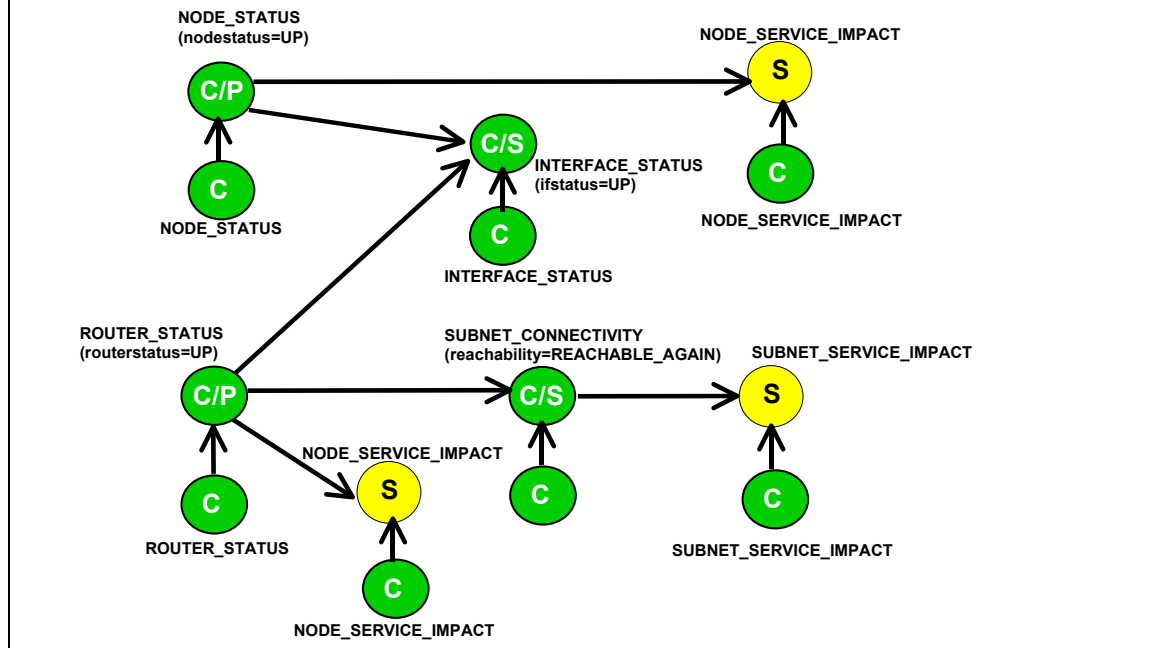 NODE_STATUS
(nodestatus=UP)
NODE_SERVICE_IMPACT
S
C/P
C/S
INTERFACE_STATUS
(ifstatus=UP)
C
C
NODE_STATUS
NODE_SERVICE_IMPACT
C
INTERFACE_STATUS
ROUTER_STATUS
(routerstatus=UP)
SUBNET_CONNECTIVITY
(reachability=REACHABLE_AGAIN)
SUBNET_SERVICE_IMPACT
C/P
C/S
S
NODE_SERVICE_IMPACT
S
C
C
C
ROUTER_STATUS
SUBNET_SERVICE_IMPACT
C
NODE_SERVICE_IMPACT